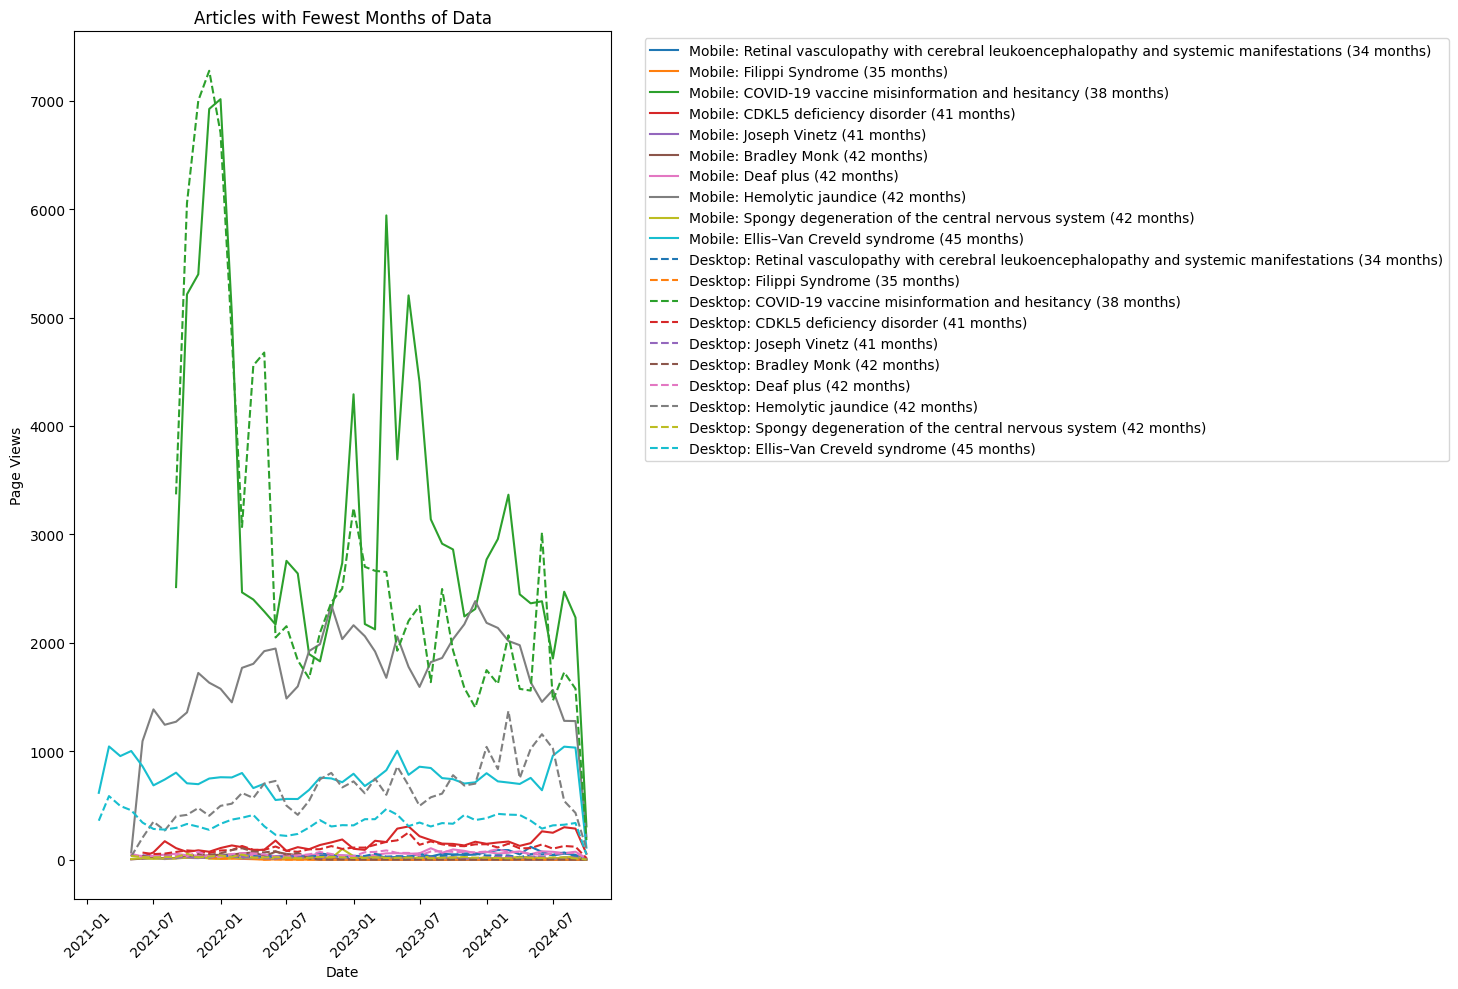 Articles with Fewest Months of Data
Page Views
7000
6000
5000
4000
3000
2000
1000
0
2021-01
2021-07
2022-01
2022-07
2023-01
2023-07
2024-01
2024-07
Date
Mobile: Retinal vasculopathy with cerebral leukoencephalopathy and systemic manifestations (34 months)
Mobile: Filippi Syndrome (35 months)
Mobile: COVID-19 vaccine misinformation and hesitancy (38 months)
Mobile: CDKL5 deficiency disorder (41 months)
Mobile: Joseph Vinetz (41 months)
Mobile: Bradley Monk (42 months)
Mobile: Deaf plus (42 months)
Mobile: Hemolytic jaundice (42 months)
Mobile: Spongy degeneration of the central nervous system (42 months)
Mobile: Ellis–Van Creveld syndrome (45 months)
Desktop: Retinal vasculopathy with cerebral leukoencephalopathy and systemic manifestations (34 months)
Desktop: Filippi Syndrome (35 months)
Desktop: COVID-19 vaccine misinformation and hesitancy (38 months)
Desktop: CDKL5 deficiency disorder (41 months)
Desktop: Joseph Vinetz (41 months)
Desktop: Bradley Monk (42 months)
Desktop: Deaf plus (42 months)
Desktop: Hemolytic jaundice (42 months)
Desktop: Spongy degeneration of the central nervous system (42 months)
Desktop: Ellis–Van Creveld syndrome (45 months)